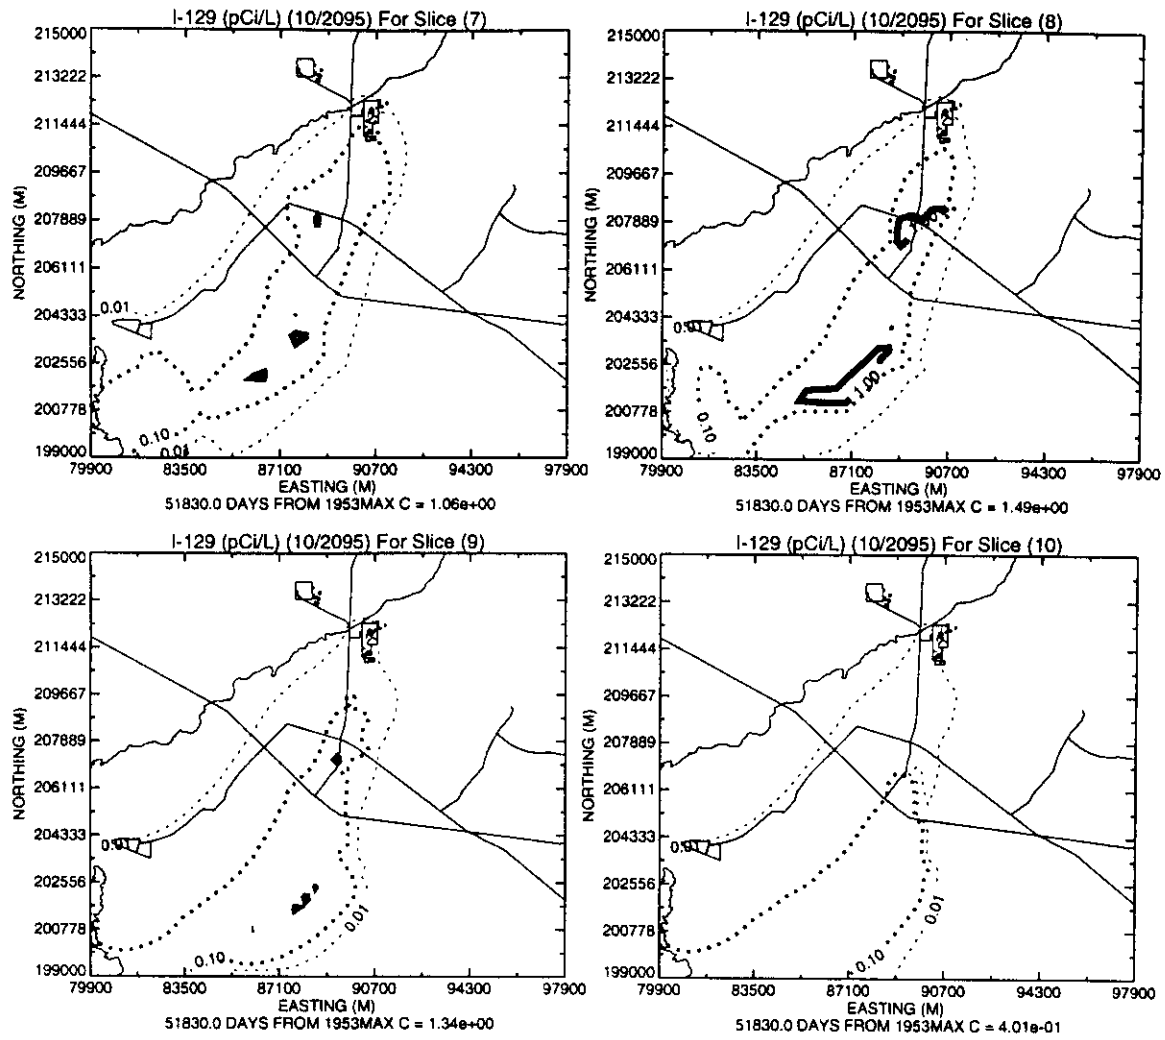 I-129 (pCi/L) (10/2095) For Slice (7)
215000
213222
211444
209667
207889
206111
204333
202556
200778
199000
NORTHING (M)
0.01
0.10
0.01
79900 83500 87100 90700 94300 97900
EASTING (M)
51830.0 DAYS FROM 1953MAX C = 1.06e+00
I-129 (pCi/L) (10/2095) For Slice (8)
215000
213222
211444
209667
207889
206111
204333
202556
200778
199000
NORTHING (M)
1.00
0.10
79900 83500 87100 90700 94300 97900
EASTING (M)
51830.0 DAYS FROM 1953MAX C = 1.49e+00
I-129 (pCi/L) (10/2095) For Slice (9)
215000
213222
211444
209667
207889
206111
204333
202556
200778
199000
NORTHING (M)
0.01
0.10
79900 83500 87100 90700 94300 97900
EASTING (M)
51830.0 DAYS FROM 1953MAX C = 1.34e+00
I-129 (pCi/L) (10/2095) For Slice (10)
215000
213222
211444
209667
207889
206111
204333
202556
200778
199000
NORTHING (M)
0.01
0.10
79900 83500 87100 90700 94300 97900
EASTING (M)
51830.0 DAYS FROM 1953MAX C = 4.01e-01